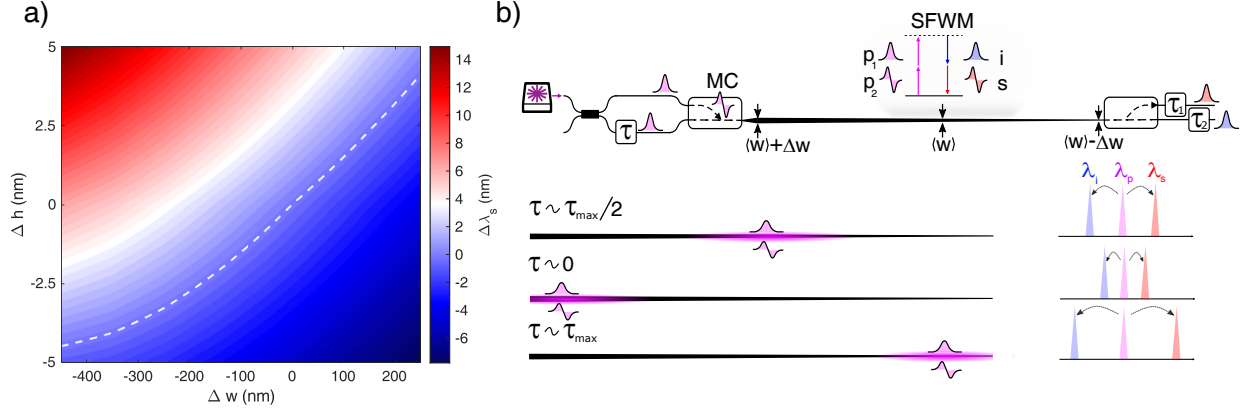 a)
5
2.5
0
-2.5
-5
Δ h (nm)
-400
-300
-200
-100
0
100
200
Δ w (nm)
14
12
10
8
6
4
2
0
-2
-4
-6
Δλs (nm)
b)
SFWM
p1
i
p2
s
MC
τ
τ1
τ2
⟨w⟩+Δw
⟨w⟩
⟨w⟩-Δw
λi
λp
λs
τ ~ τmax/2
τ ~ 0
τ ~ τmax